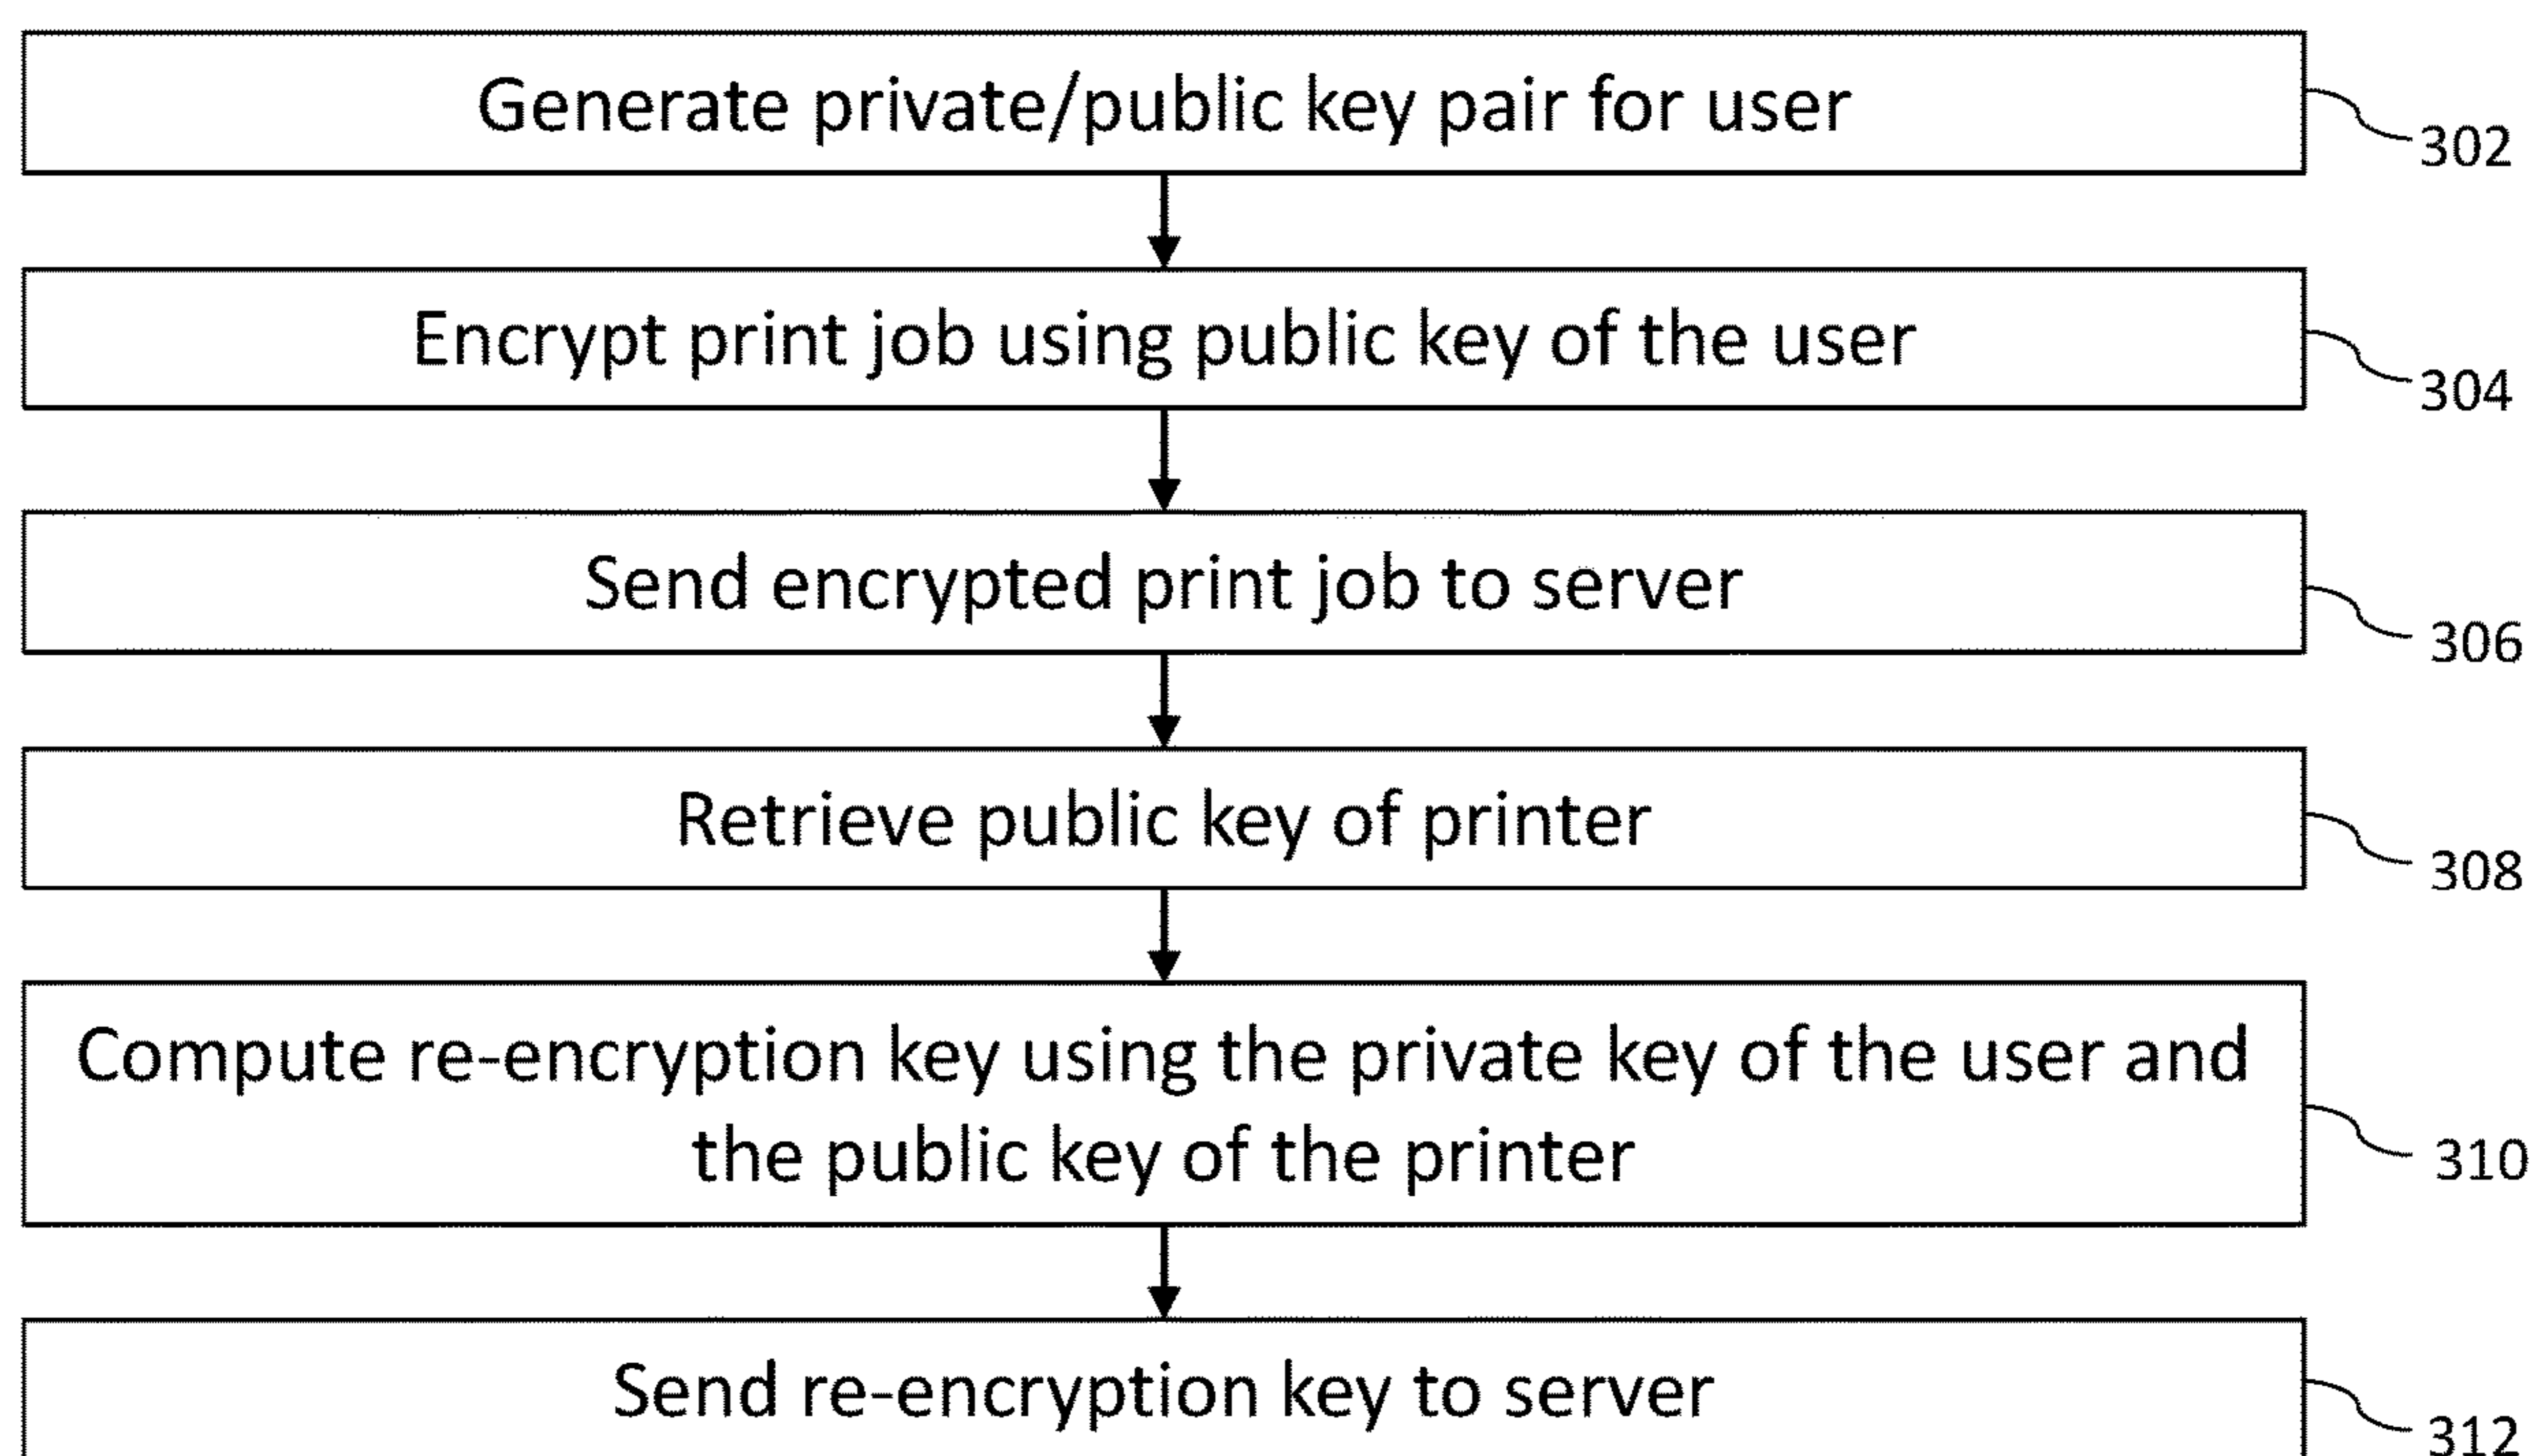 Generate private/public key pair for user
302
Encrypt print job using public key of the user
304
Send encrypted print job to server
306
Retrieve public key of printer
308
Compute re-encryption key using the private key of the user and
the public key of the printer
310
Send re-encryption key to server
312